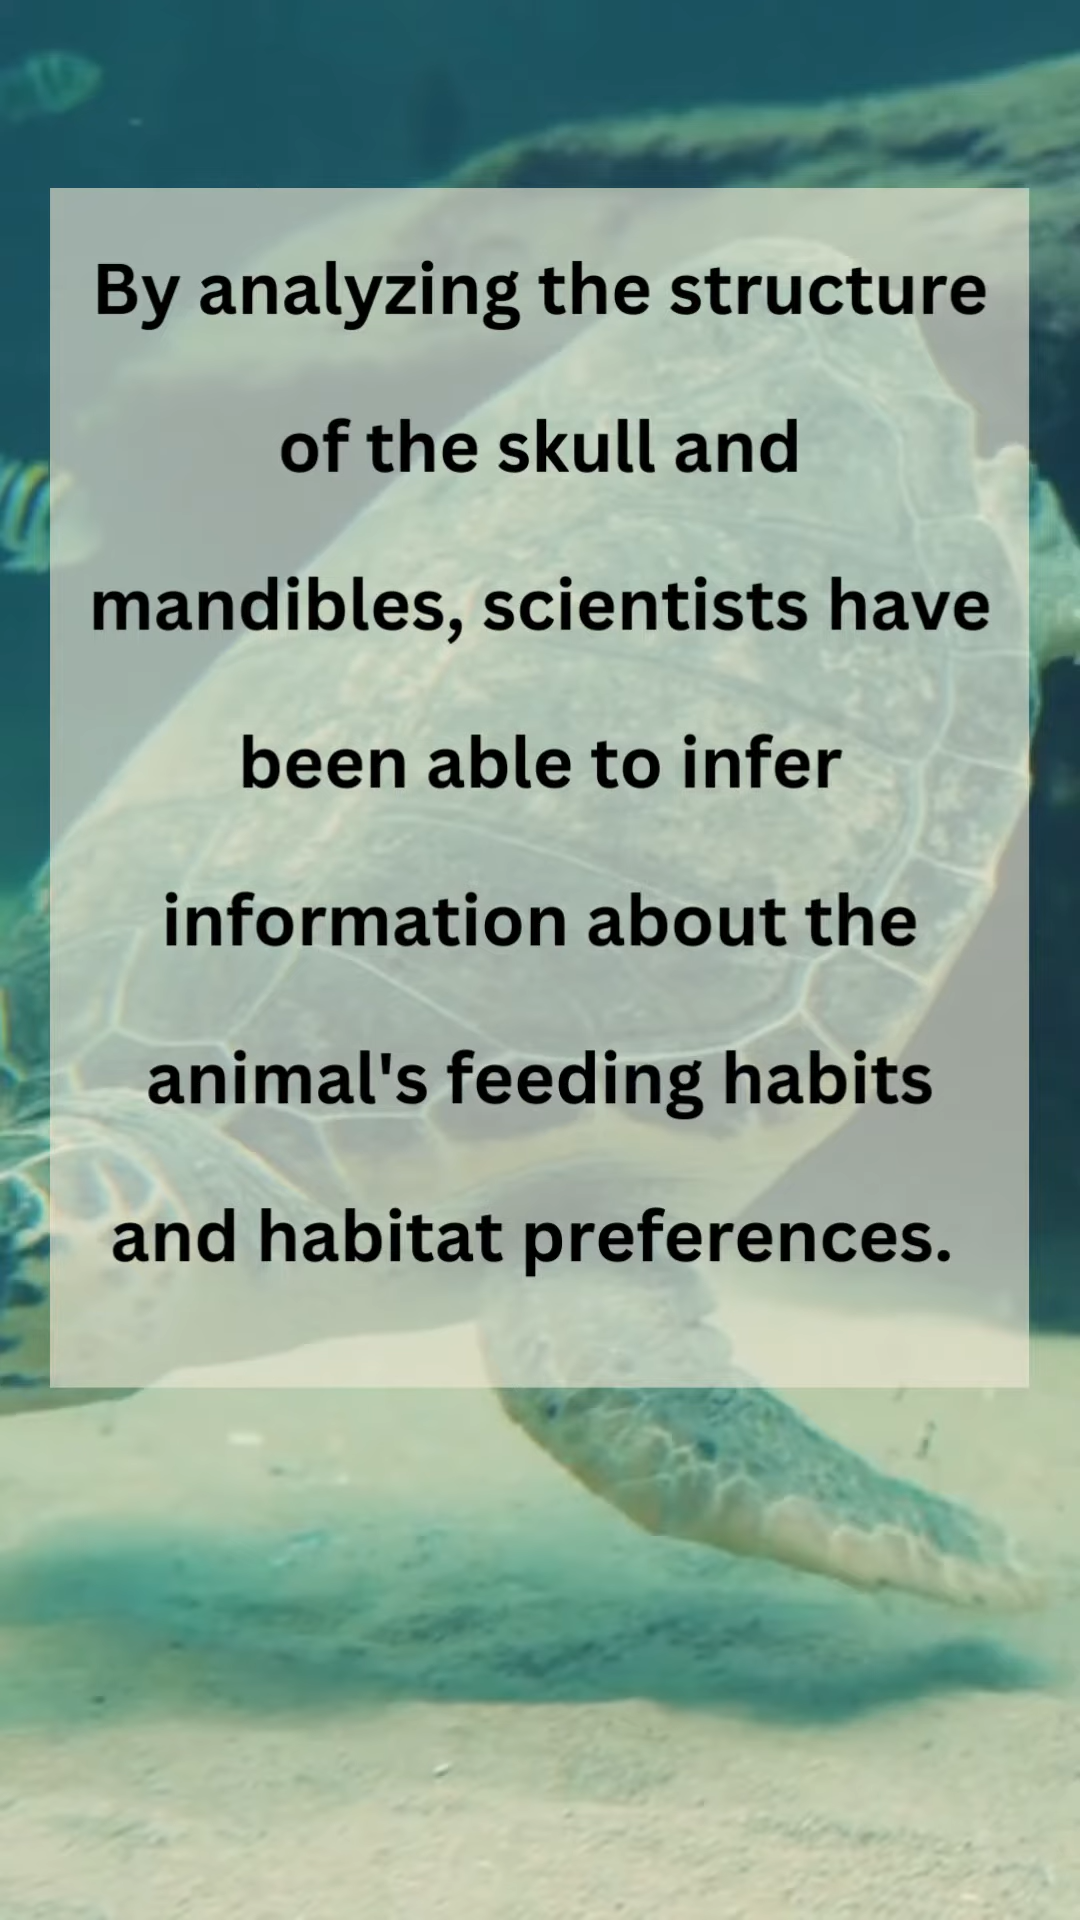 By analyzing the structure
of the skull and
mandibles, scientists have
been able to infer
information about the
animal's feeding habits
and habitat preferences.